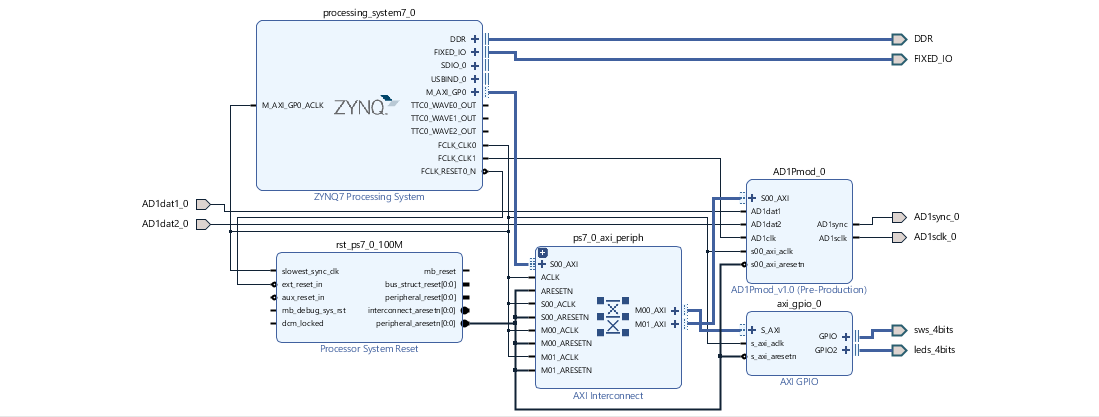 processing_system7_0
DDR
FIXED_IO
SDIO_0
USBIND_0
M_AXI_GP0
M_AXI_GP0_ACLK
ZYNQ
TTC0_WAVE0_OUT
TTC0_WAVE1_OUT
TTC0_WAVE2_OUT
FCLK_CLK0
FCLK_CLK1
FCLK_RESET0_N
ZYNQ7 Processing System
DDR
FIXED_IO
AD1dat1_0
AD1dat2_0
AD1Pmod_0
S00_AXI
AD1dat1
AD1dat2
AD1clk
s00_axi_aclk
s00_axi_aresetn
AD1sync
AD1sclk
AD1Pmod_v1.0 (Pre-Production)
AD1sync_0
AD1sclk_0
rst_ps7_0_100M
slowest_sync_clk
ext_reset_in
aux_reset_in
mb_debug_sys_rst
dcm_locked
mb_reset
bus_struct_reset[0:0]
peripheral_reset[0:0]
interconnect_aresetn[0:0]
peripheral_aresetn[0:0]
Processor System Reset
ps7_0_axi_periph
S00_AXI
ACLK
ARESETN
S00_ACLK
S00_ARESETN
M00_ACLK
M00_ARESETN
M01_ACLK
M01_ARESETN
M00_AXI
M01_AXI
AXI Interconnect
axi_gpio_0
S_AXI
s_axi_aclk
s_axi_aresetn
GPIO
GPIO2
AXI GPIO
sws_4bits
leds_4bits